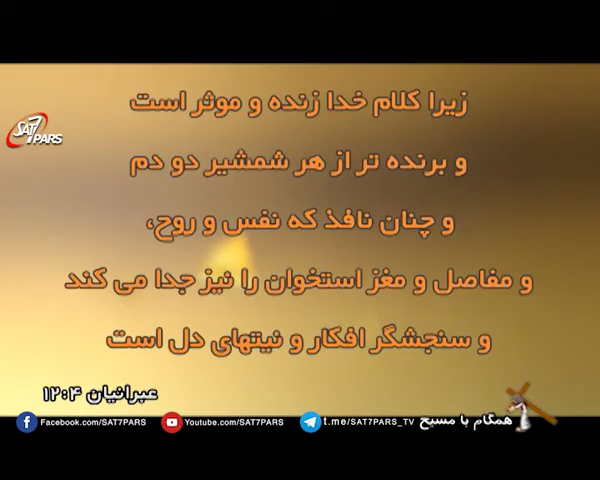 زیرا کلام خدا زنده و موثر است
SAT7 PARS
و برنده تر از هر شمشیر دو دم
و چنان نافذ که نفس و روح،
و مفاصل و مغز استخوان را نیز جدا می کند
و سنجشگر افکار و نیتهای دل است
عبرانیان ۱۲:۴
Facebook.com/SAT7PARS Youtube.com/SAT7PARS t.me/SAT7PARS_TV همگام با مسیح